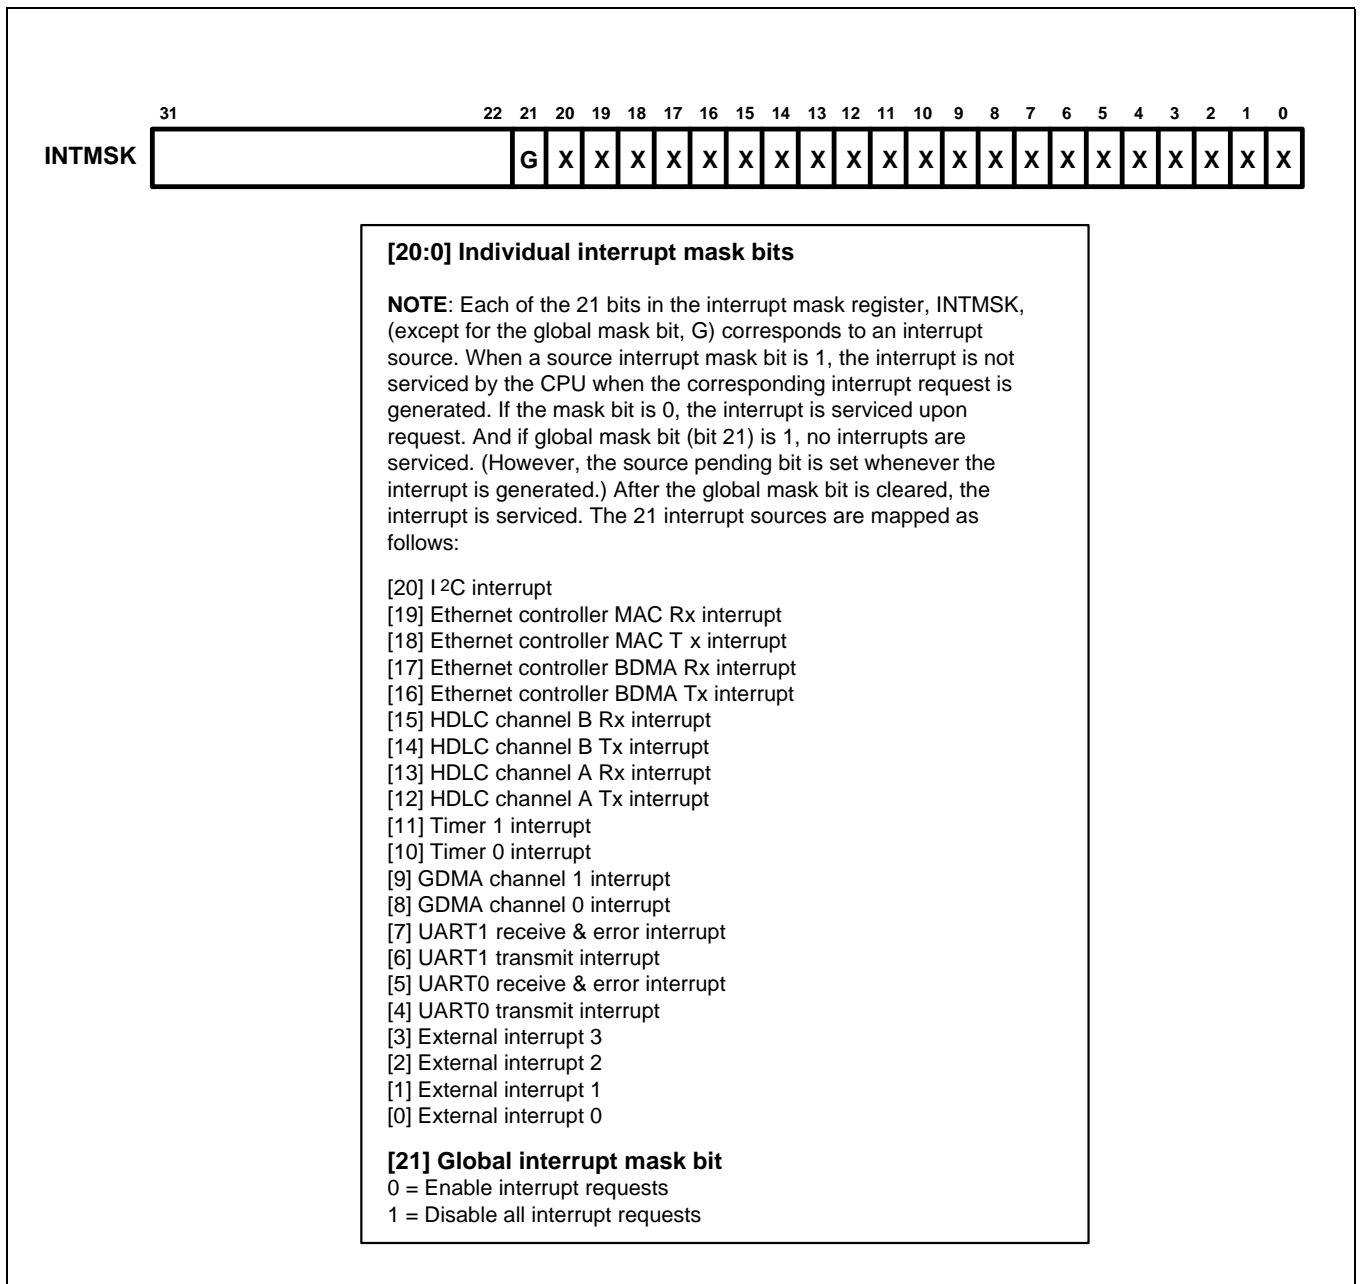 31 22 21 20 19 18 17 16 15 14 13 12 11 10 9 8 7 6 5 4 3 2 1 0
INTMSK G X X X X X X X X X X X X X X X X X X X X X
[20:0] Individual interrupt mask bits
NOTE: Each of the 21 bits in the interrupt mask register, INTMSK,
(except for the global mask bit, G) corresponds to an interrupt
source. When a source interrupt mask bit is 1, the interrupt is not
serviced by the CPU when the corresponding interrupt request is
generated. If the mask bit is 0, the interrupt is serviced upon
request. And if global mask bit (bit 21) is 1, no interrupts are
serviced. (However, the source pending bit is set whenever the
interrupt is generated.) After the global mask bit is cleared, the
interrupt is serviced. The 21 interrupt sources are mapped as
follows:
[20] I 2C interrupt
[19] Ethernet controller MAC Rx interrupt
[18] Ethernet controller MAC T x interrupt
[17] Ethernet controller BDMA Rx interrupt
[16] Ethernet controller BDMA Tx interrupt
[15] HDLC channel B Rx interrupt
[14] HDLC channel B Tx interrupt
[13] HDLC channel A Rx interrupt
[12] HDLC channel A Tx interrupt
[11] Timer 1 interrupt
[10] Timer 0 interrupt
[9] GDMA channel 1 interrupt
[8] GDMA channel 0 interrupt
[7] UART1 receive & error interrupt
[6] UART1 transmit interrupt
[5] UART0 receive & error interrupt
[4] UART0 transmit interrupt
[3] External interrupt 3
[2] External interrupt 2
[1] External interrupt 1
[0] External interrupt 0
[21] Global interrupt mask bit
0 = Enable interrupt requests
1 = Disable all interrupt requests